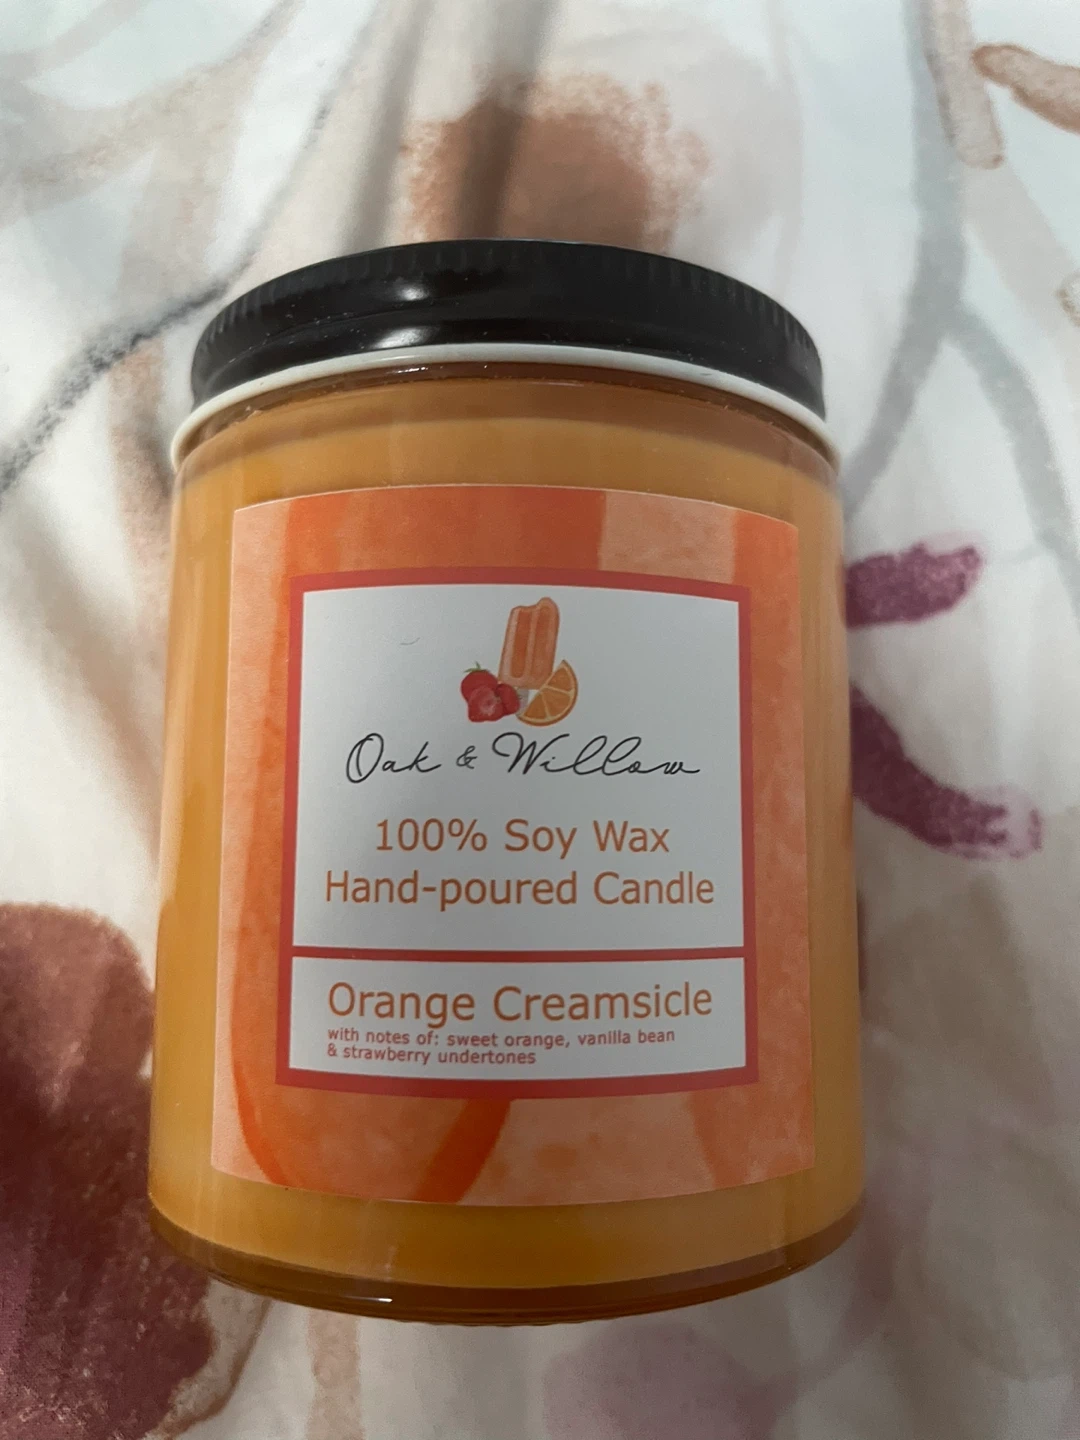 Oak & Willow
100% Soy Wax
Hand-poured Candle
Orange Creamsicle
with notes of: sweet orange, vanilla bean
& strawberry undertones